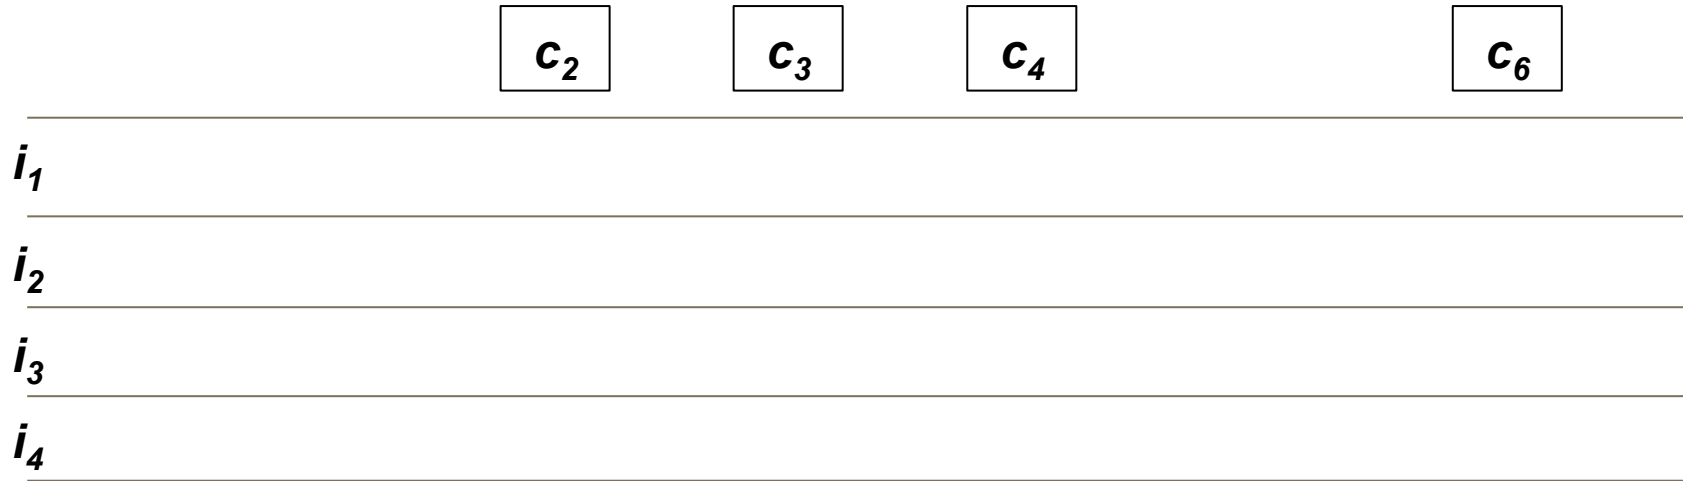 c₂ c₃ c₄ c₆
i₁
i₂
i₃
i₄